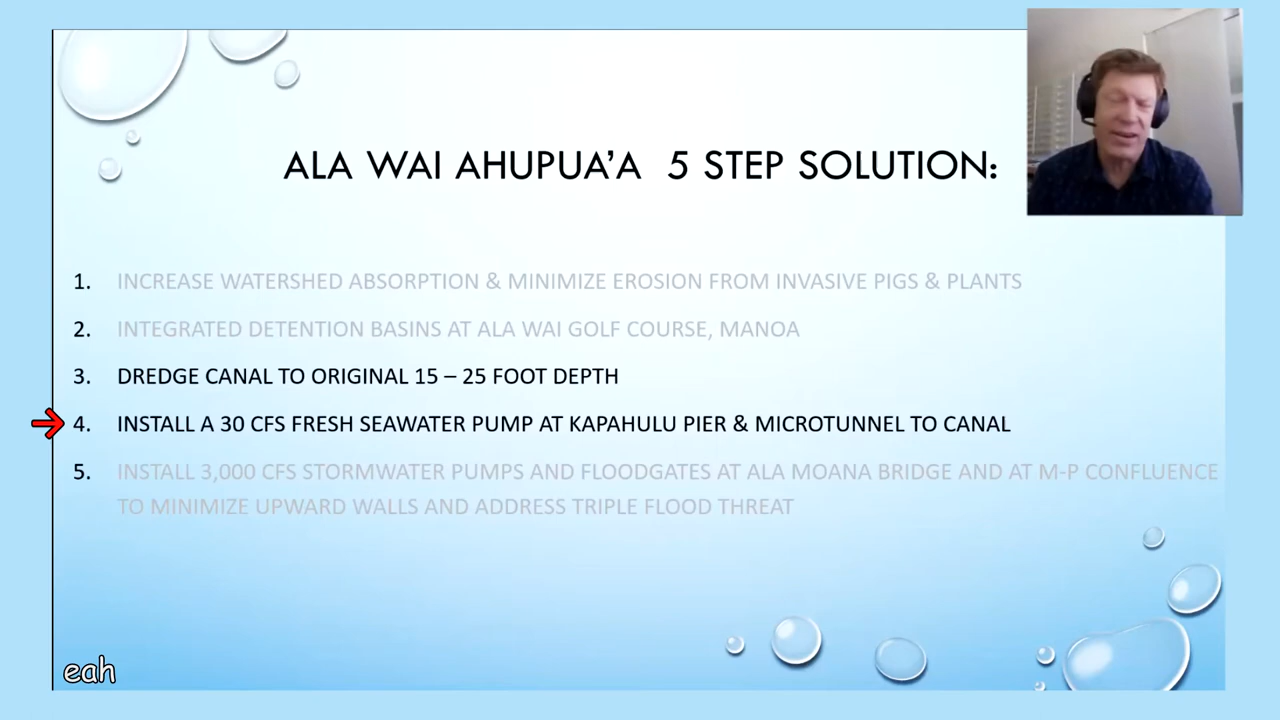 ALA WAI AHUPUA’A 5 STEP SOLUTION:
1. INCREASE WATERSHED ABSORPTION & MINIMIZE EROSION FROM INVASIVE PIGS & PLANTS
2. INTEGRATED DETENTION BASINS AT ALA WAI GOLF COURSE, MANOA
3. DREDGE CANAL TO ORIGINAL 15 – 25 FOOT DEPTH
4. INSTALL A 30 CFS FRESH SEAWATER PUMP AT KAPAHULU PIER & MICROTUNNEL TO CANAL
5. INSTALL 3,000 CFS STORMWATER PUMPS AND FLOODGATES AT ALA MOANA BRIDGE AND AT M-P CONFLUENCE
TO MINIMIZE UPWARD WALLS AND ADDRESS TRIPLE FLOOD THREAT
eah